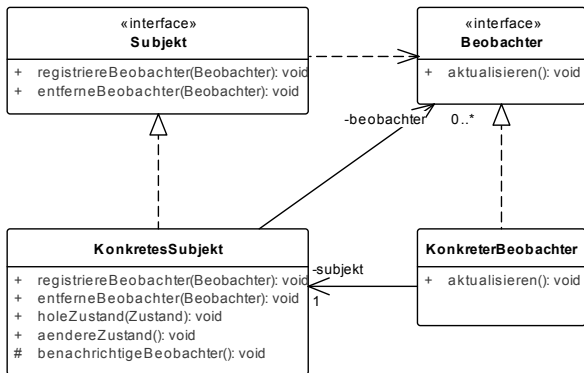 «interface»
Subjekt
+ registriereBeobachter(Beobachter): void
+ entferneBeobachter(Beobachter): void
«interface»
Beobachter
+ aktualisieren(): void
-beobachter
0..*
KonkretesSubjekt
+ registriereBeobachter(Beobachter): void
+ entferneBeobachter(Beobachter): void
+ holeZustand(Zustand): void
+ aendereZustand(): void
# benachrichtigeBeobachter(): void
-subjekt
1
KonkreterBeobachter
+ aktualisieren(): void